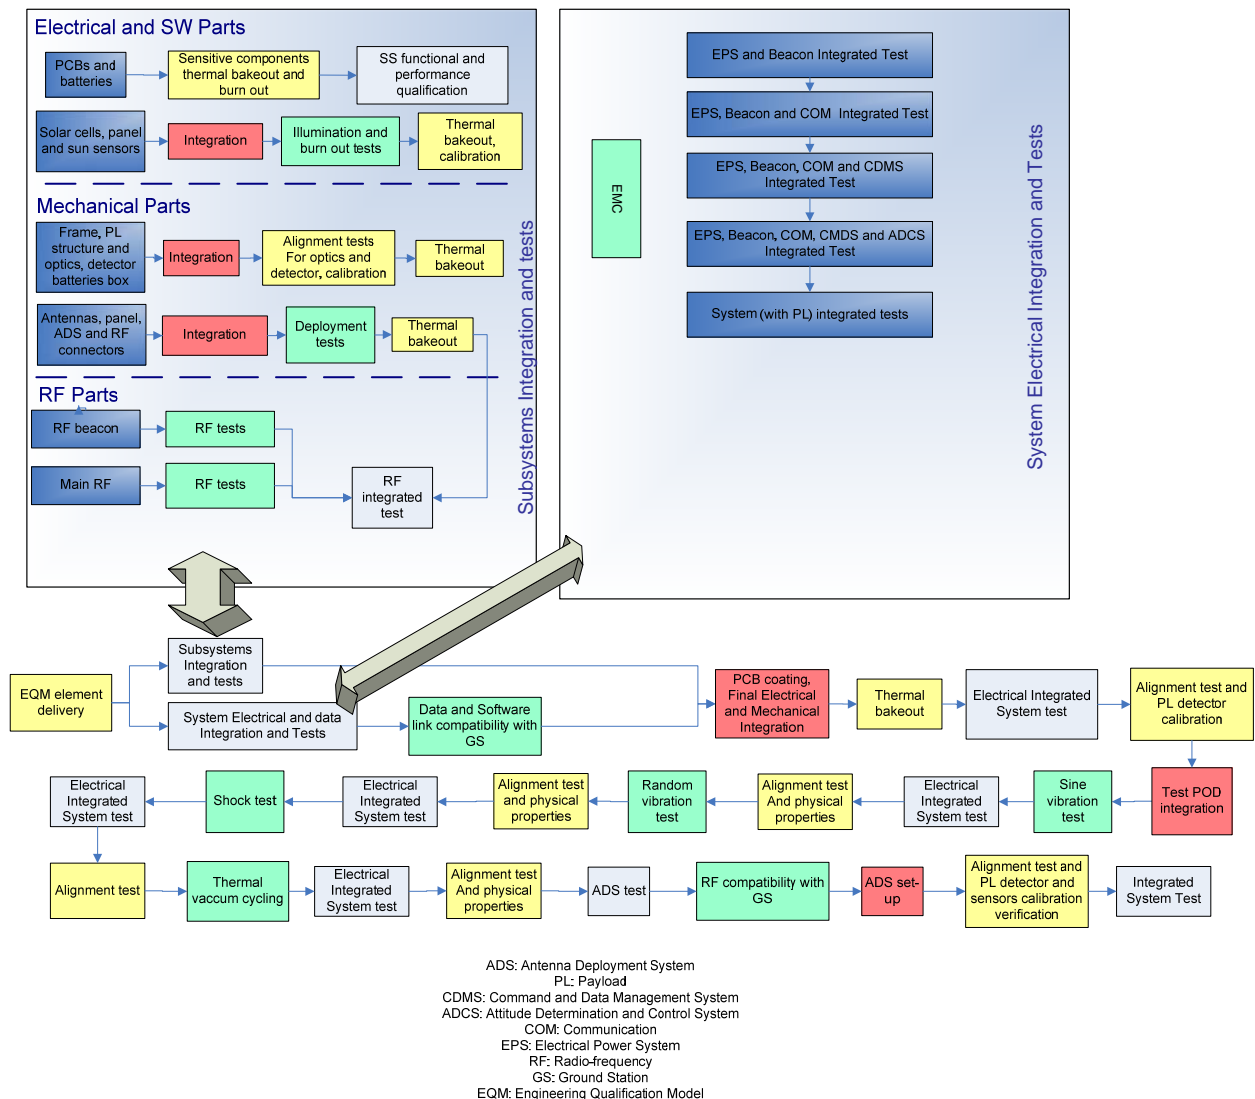 Electrical and SW Parts
PCBs and
batteries
Sensitive components
thermal bakeout and
burn out
SS functional and
performance
qualification
Solar cells, panel
and sun sensors
Integration
Illumination and
burn out tests
Thermal
bakeout,
calibration
Mechanical Parts
Frame, PL
structure and
optics, detector
batteries box
Integration
Alignment tests
For optics and
detector, calibration
Thermal
bakeout
Antennas, panel,
ADS and RF
connectors
Integration
Deployment
tests
Thermal
bakeout
RF Parts
RF beacon
RF tests
Main RF
RF tests
RF
integrated
test
Subsystems Integration and tests
EMC
EPS and Beacon Integrated Test
EPS, Beacon and COM Integrated Test
EPS, Beacon, COM and CDMS
Integrated Test
EPS, Beacon, COM, CMDS and ADCS
Integrated Test
System (with PL) integrated tests
System Electrical Integration and Tests
EQM element
delivery
Subsystems
Integration
and tests
System Electrical and data
Integration and Tests
Data and Software
link compatibility with
GS
PCB coating,
Final Electrical
and Mechanical
Integration
Thermal
bakeout
Electrical Integrated
System test
Alignment test and
PL detector
calibration
Test POD
integration
Sine
vibration
test
Electrical
Integrated
System test
Alignment test
And physical
properties
Random
vibration
test
Alignment test
and physical
properties
Electrical
Integrated
System test
Shock test
Electrical
Integrated
System test
Alignment test
Thermal
vaccum cycling
Electrical
Integrated
System test
Alignment test
And physical
properties
ADS test
RF compatibility with
GS
ADS set-
up
Alignment test and
PL detector and
sensors calibration
verification
Integrated
System Test
ADS: Antenna Deployment System
PL: Payload
CDMS: Command and Data Management System
ADCS: Attitude Determination and Control System
COM: Communication
EPS: Electrical Power System
RF: Radio-frequency
GS: Ground Station
EQM: Engineering Qualification Model